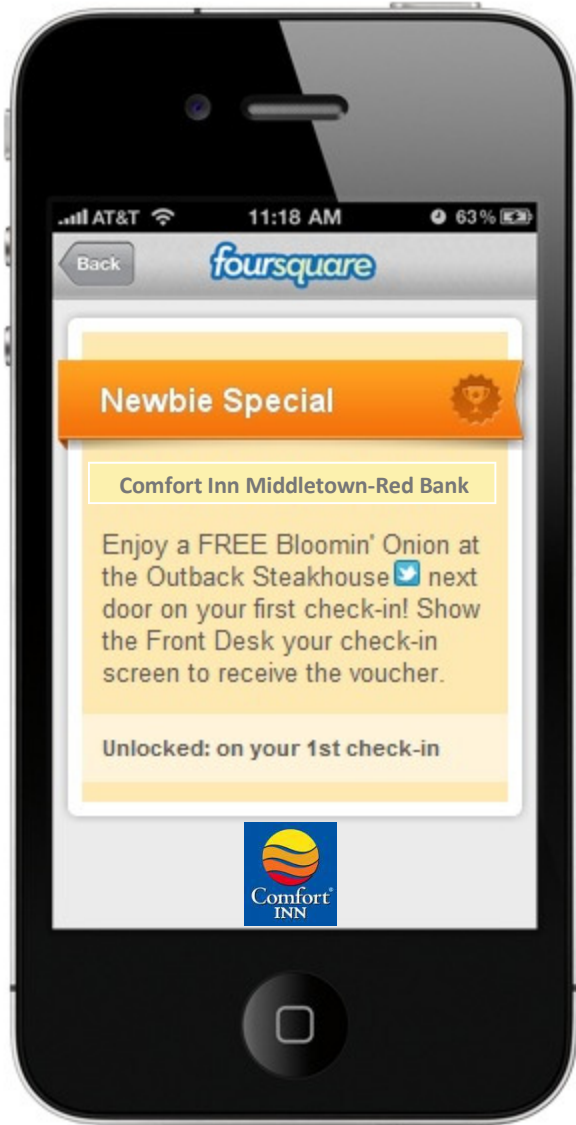 AT&T 11:18 AM 63%
Back foursquare
Newbie Special
Comfort Inn Middletown-Red Bank
Enjoy a FREE Bloomin' Onion at
the Outback Steakhouse next
door on your first check-in! Show
the Front Desk your check-in
screen to receive the voucher.
Unlocked: on your 1st check-in
Comfort
INN